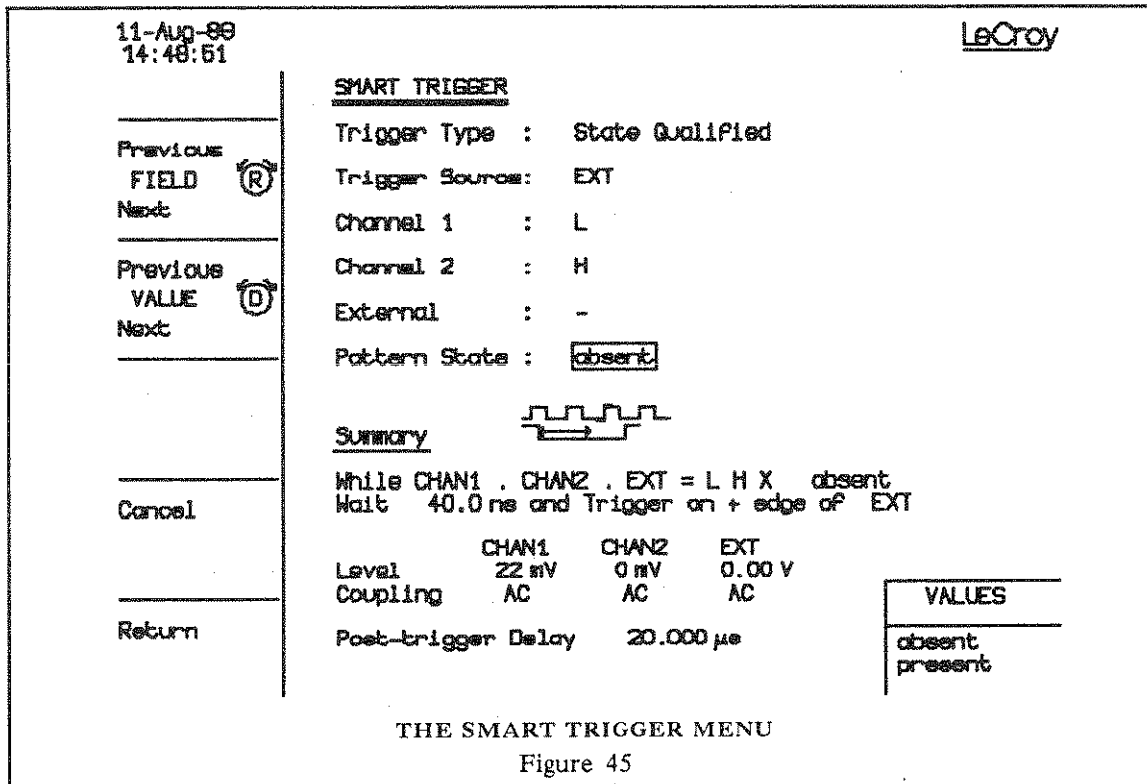 11-Aug-89
14:48:51
LeCroy
SMART TRIGGER
Trigger Type : State Qualified
Previous
FIELD R
Next
Trigger Source: EXT
Channel 1 : L
Previous
VALUE D
Next
Channel 2 : H
External : -
Pattern State : absent
Summary
While CHAN1 . CHAN2 . EXT = L H X absent
Wait 40.0 ns and Trigger on + edge of EXT
Cancel
CHAN1 CHAN2 EXT
Level 22 mV 0 mV 0.00 V
Coupling AC AC AC
VALUES
Return
Post-trigger Delay 20.000 µs
absent
present
THE SMART TRIGGER MENU
Figure 45